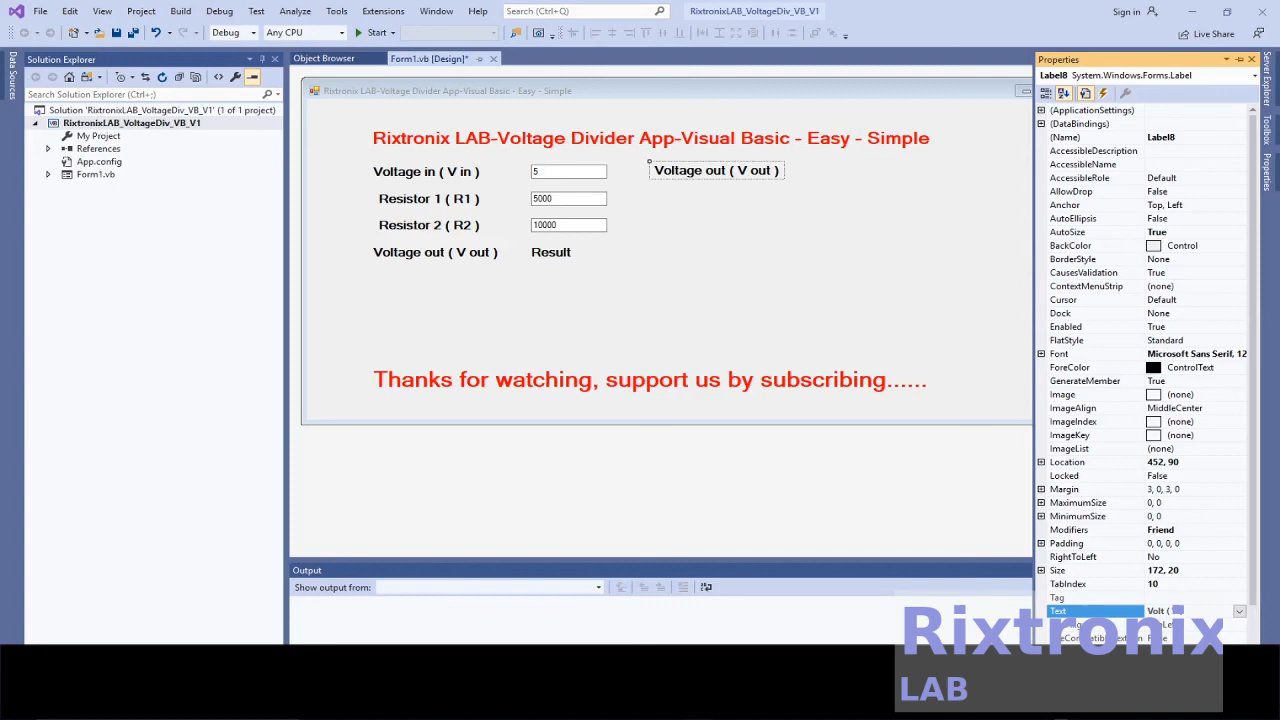 File Edit View Project Build Debug Test Analyze Tools Extensions Window Help Search (Ctrl+Q) RixtronixLAB_VoltageDiv_VB_V1 Sign in
Debug Any CPU Start Live Share
Data Sources
Solution Explorer
Search Solution Explorer (Ctrl+;)
Solution 'RixtronixLAB_VoltageDiv_VB_V1' (1 of 1 project)
RixtronixLAB_VoltageDiv_VB_V1
My Project
References
App.config
Form1.vb
Object Browser Form1.vb [Design]*
Rixtronix LAB-Voltage Divider App-Visual Basic - Easy - Simple
Rixtronix LAB-Voltage Divider App-Visual Basic - Easy - Simple
Voltage in ( V in ) 5 Voltage out ( V out )
Resistor 1 ( R1 ) 5000
Resistor 2 ( R2 ) 10000
Voltage out ( V out ) Result
Thanks for watching, support us by subscribing......
Output
Show output from:
Properties
Label8 System.Windows.Forms.Label
(ApplicationSettings)
(DataBindings)
(Name) Label8
AccessibleDescription
AccessibleName
AccessibleRole Default
AllowDrop False
Anchor Top, Left
AutoEllipsis False
AutoSize True
BackColor Control
BorderStyle None
CausesValidation True
ContextMenuStrip (none)
Cursor Default
Dock None
Enabled True
FlatStyle Standard
Font Microsoft Sans Serif, 12
ForeColor ControlText
GenerateMember True
Image (none)
ImageAlign MiddleCenter
ImageIndex (none)
ImageKey (none)
ImageList (none)
Location 452, 90
Locked False
Margin 3, 0, 3, 0
MaximumSize 0, 0
MinimumSize 0, 0
Modifiers Friend
Padding 0, 0, 0, 0
RightToLeft No
Size 172, 20
TabIndex 10
Tag
Text Volt (
Server Explorer
Toolbox
Properties
Rixtronix
LAB